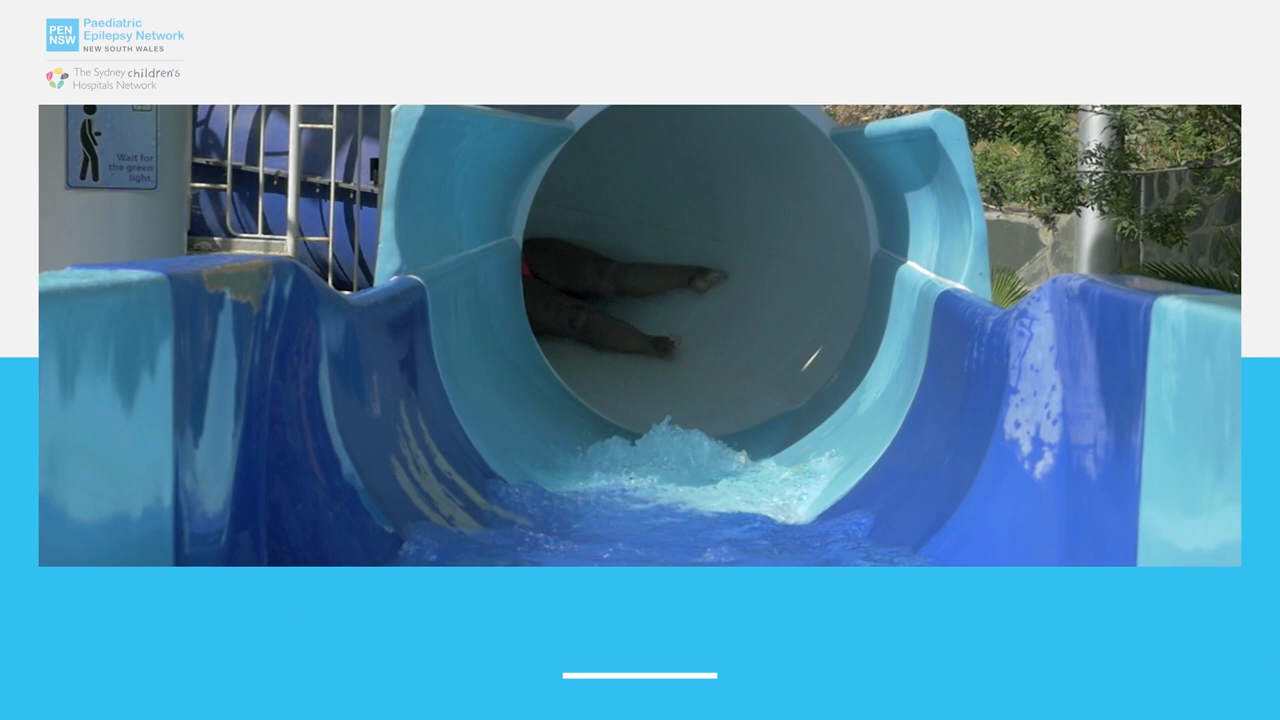 PEN
NSW
Paediatric
Epilepsy Network
NEW SOUTH WALES
The Sydney children's
Hospitals Network
Wait for
the green
light.